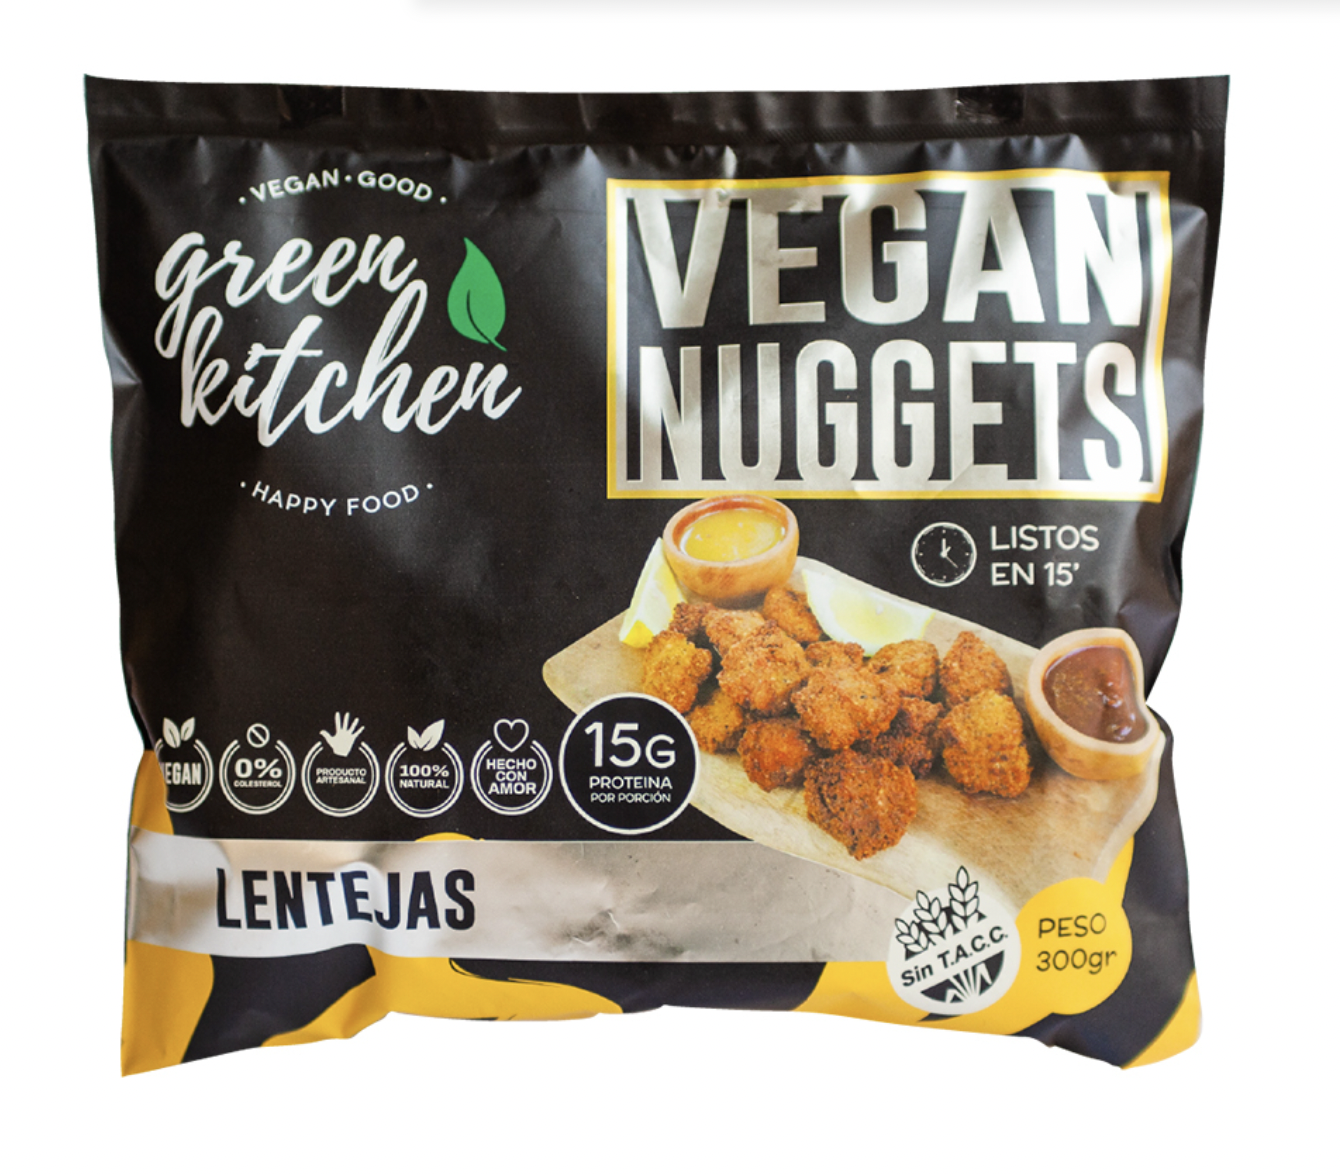 · VEGAN · GOOD ·
green
kitchen
· HAPPY FOOD ·
VEGAN
NUGGETS
LISTOS
EN 15'
VEGAN
0%
COLESTEROL
PRODUCTO
ARTESANAL
100%
NATURAL
HECHO
CON
AMOR
15G
PROTEINA
POR PORCIÓN
LENTEJAS
Sin T.A.C.C.
PESO
300gr